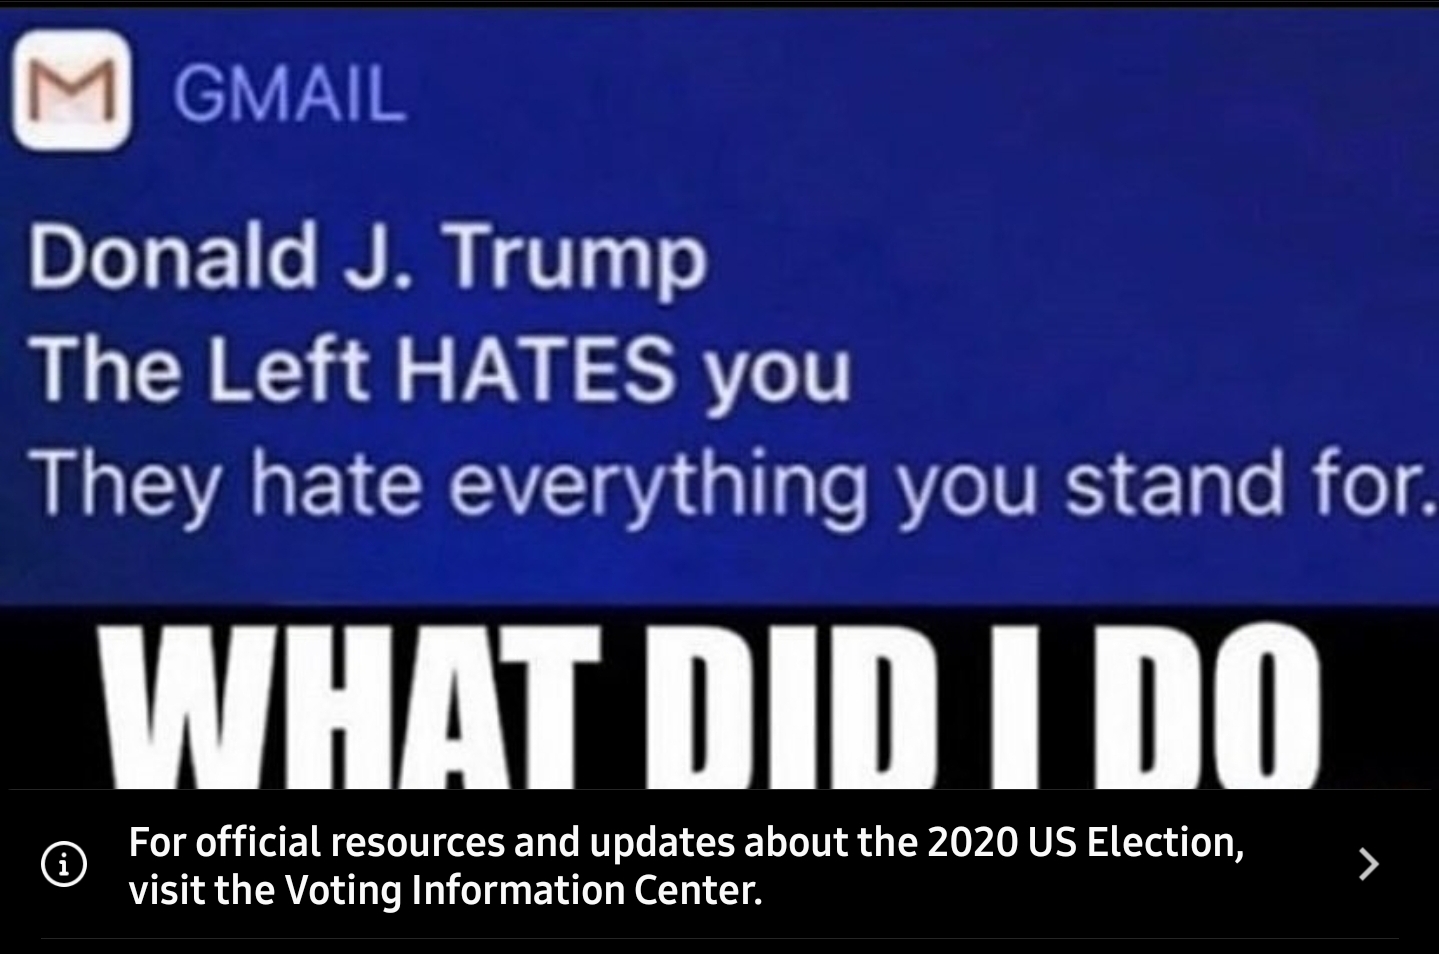 GMAIL
Donald J. Trump
The Left HATES you
They hate everything you stand for.
WHAT DID I DO
For official resources and updates about the 2020 US Election,
visit the Voting Information Center.